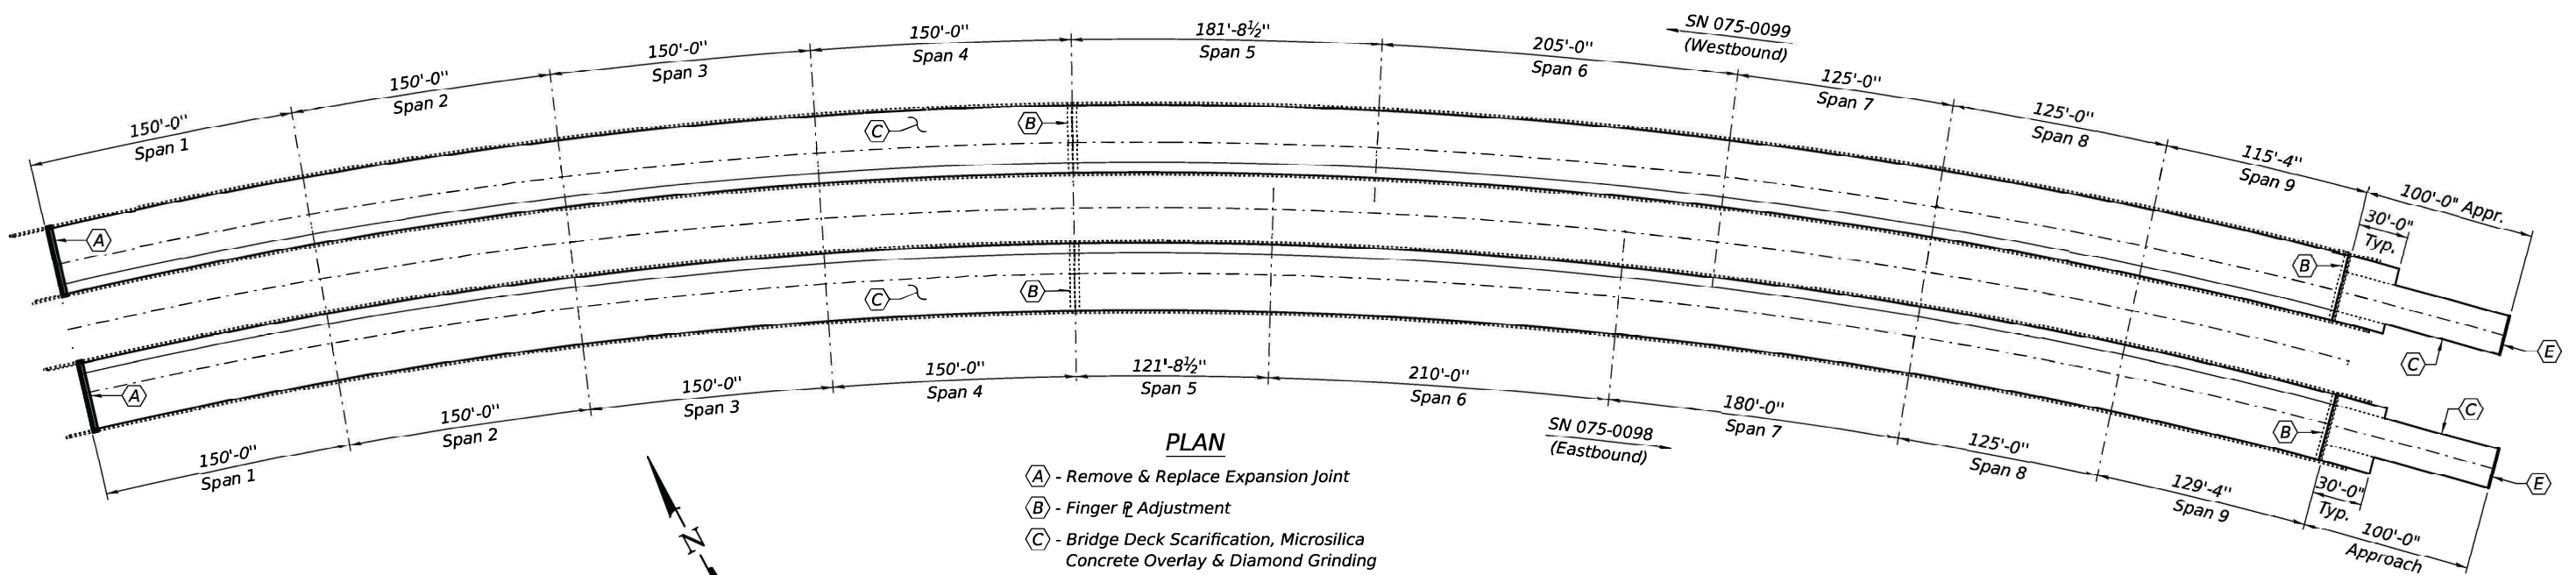 SN 075-0099
(Westbound)
150'-0"
Span 1
150'-0"
Span 2
150'-0"
Span 3
150'-0"
Span 4
181'-8½"
Span 5
205'-0"
Span 6
125'-0"
Span 7
125'-0"
Span 8
115'-4"
Span 9
100'-0" Appr.
30'-0"
Typ.
A
C
B
B
C
E
A
C
B
B
C
E
150'-0"
Span 1
150'-0"
Span 2
150'-0"
Span 3
150'-0"
Span 4
121'-8½"
Span 5
210'-0"
Span 6
180'-0"
Span 7
125'-0"
Span 8
129'-4"
Span 9
30'-0"
Typ.
100'-0"
Approach
SN 075-0098
(Eastbound)
N
PLAN
A - Remove & Replace Expansion Joint
B - Finger ⅊ Adjustment
C - Bridge Deck Scarification, Microsilica
Concrete Overlay & Diamond Grinding